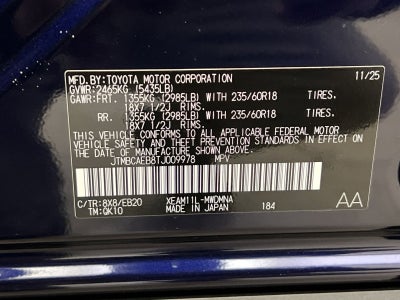 MFD. BY: TOYOTA MOTOR CORPORATION 11/25
GVWR: 2465KG (5435LB)
GAWR: FRT. 1355KG (2985LB) WITH 235/60R18 TIRES.
18X7 1/2J RIMS.
RR. 1355KG (2985LB) WITH 235/60R18 TIRES.
18X7 1/2J RIMS.
THIS VEHICLE CONFORMS TO ALL APPLICABLE FEDERAL MOTOR
VEHICLE SAFETY AND THEFT PREVENTION STANDARDS IN EFFECT
ON THE DATE OF MANUFACTURE SHOWN ABOVE.
JTMBCAEB8TJ009978 MPV
C/TR: 8X8/EB20 XEAM11L-MWDMNA AA
TM: QK10 MADE IN JAPAN 184